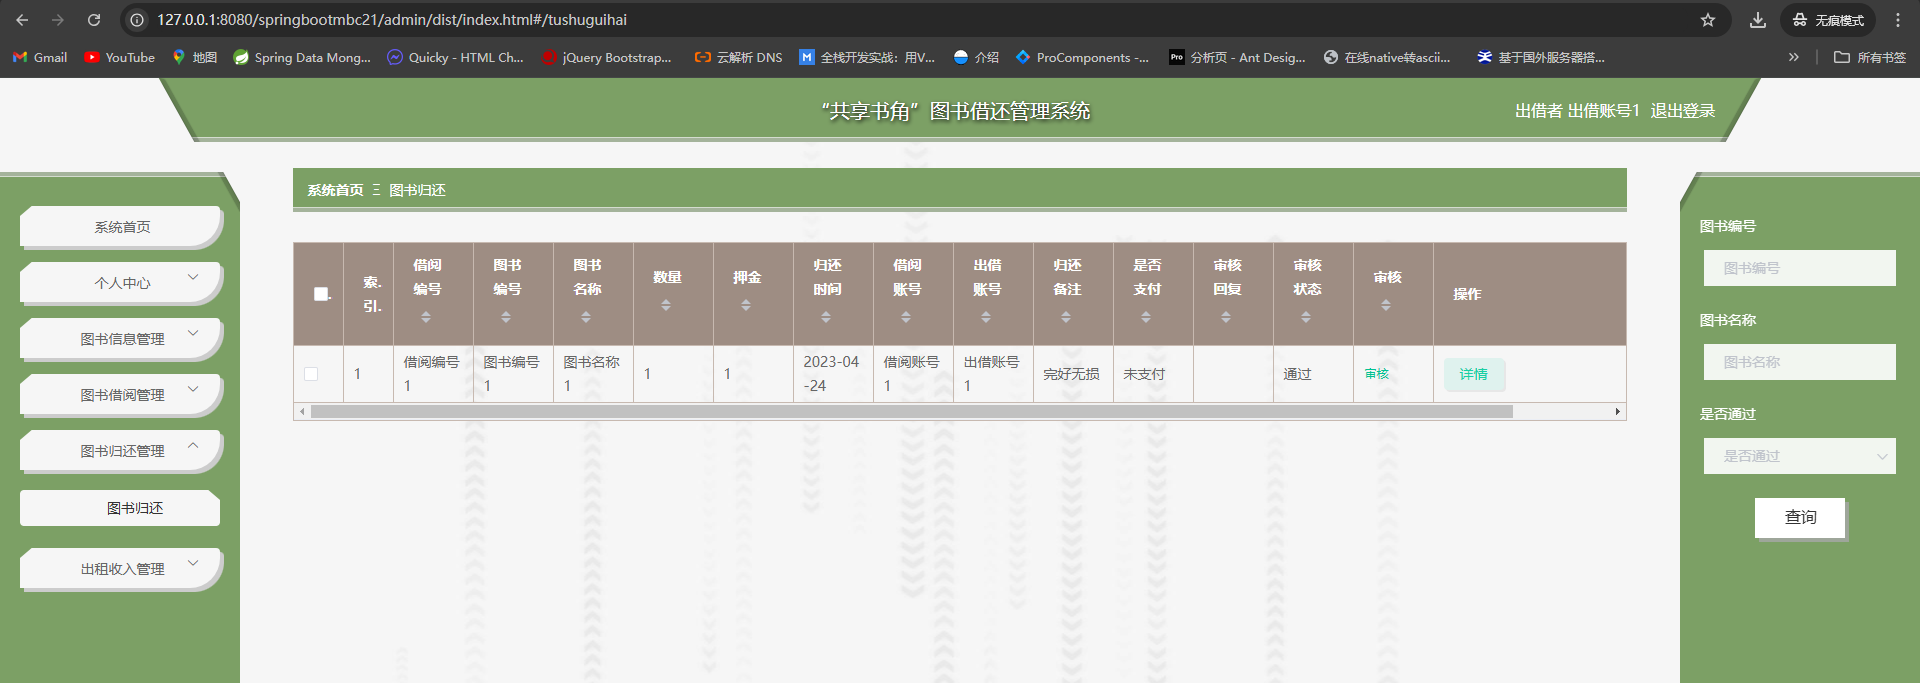 127.0.0.1:8080/springbootmbc21/admin/dist/index.html#/tushuguihai
无痕模式
Gmail YouTube 地图 Spring Data Mong... Quicky - HTML Ch... jQuery Bootstrap... 云解析 DNS 全栈开发实战：用V... 介绍 ProComponents -... 分析页 - Ant Desig... 在线native转ascii... 基于国外服务器搭... 所有书签
“共享书角”图书借还管理系统
出借者 出借账号1 退出登录
系统首页
个人中心
图书信息管理
图书借阅管理
图书归还管理
图书归还
出租收入管理
系统首页 Ξ 图书归还
索.引. 借阅编号 图书编号 图书名称 数量 押金 归还时间 借阅账号 出借账号 归还备注 是否支付 审核回复 审核状态 审核 操作
1 借阅编号1 图书编号1 图书名称1 1 1 2023-04-24 借阅账号1 出借账号1 完好无损 未支付 通过 审核 详情
图书编号
图书编号
图书名称
图书名称
是否通过
是否通过
查询